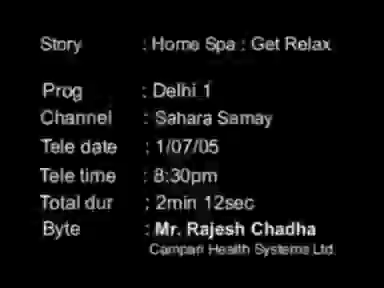 Story : Home Spa : Get Relax
Prog : Delhi 1
Channel : Sahara Samay
Tele date : 1/07/05
Tele time : 8:30pm
Total dur : 2min 12sec
Byte : Mr. Rajesh Chadha
Campari Health Systems Ltd.